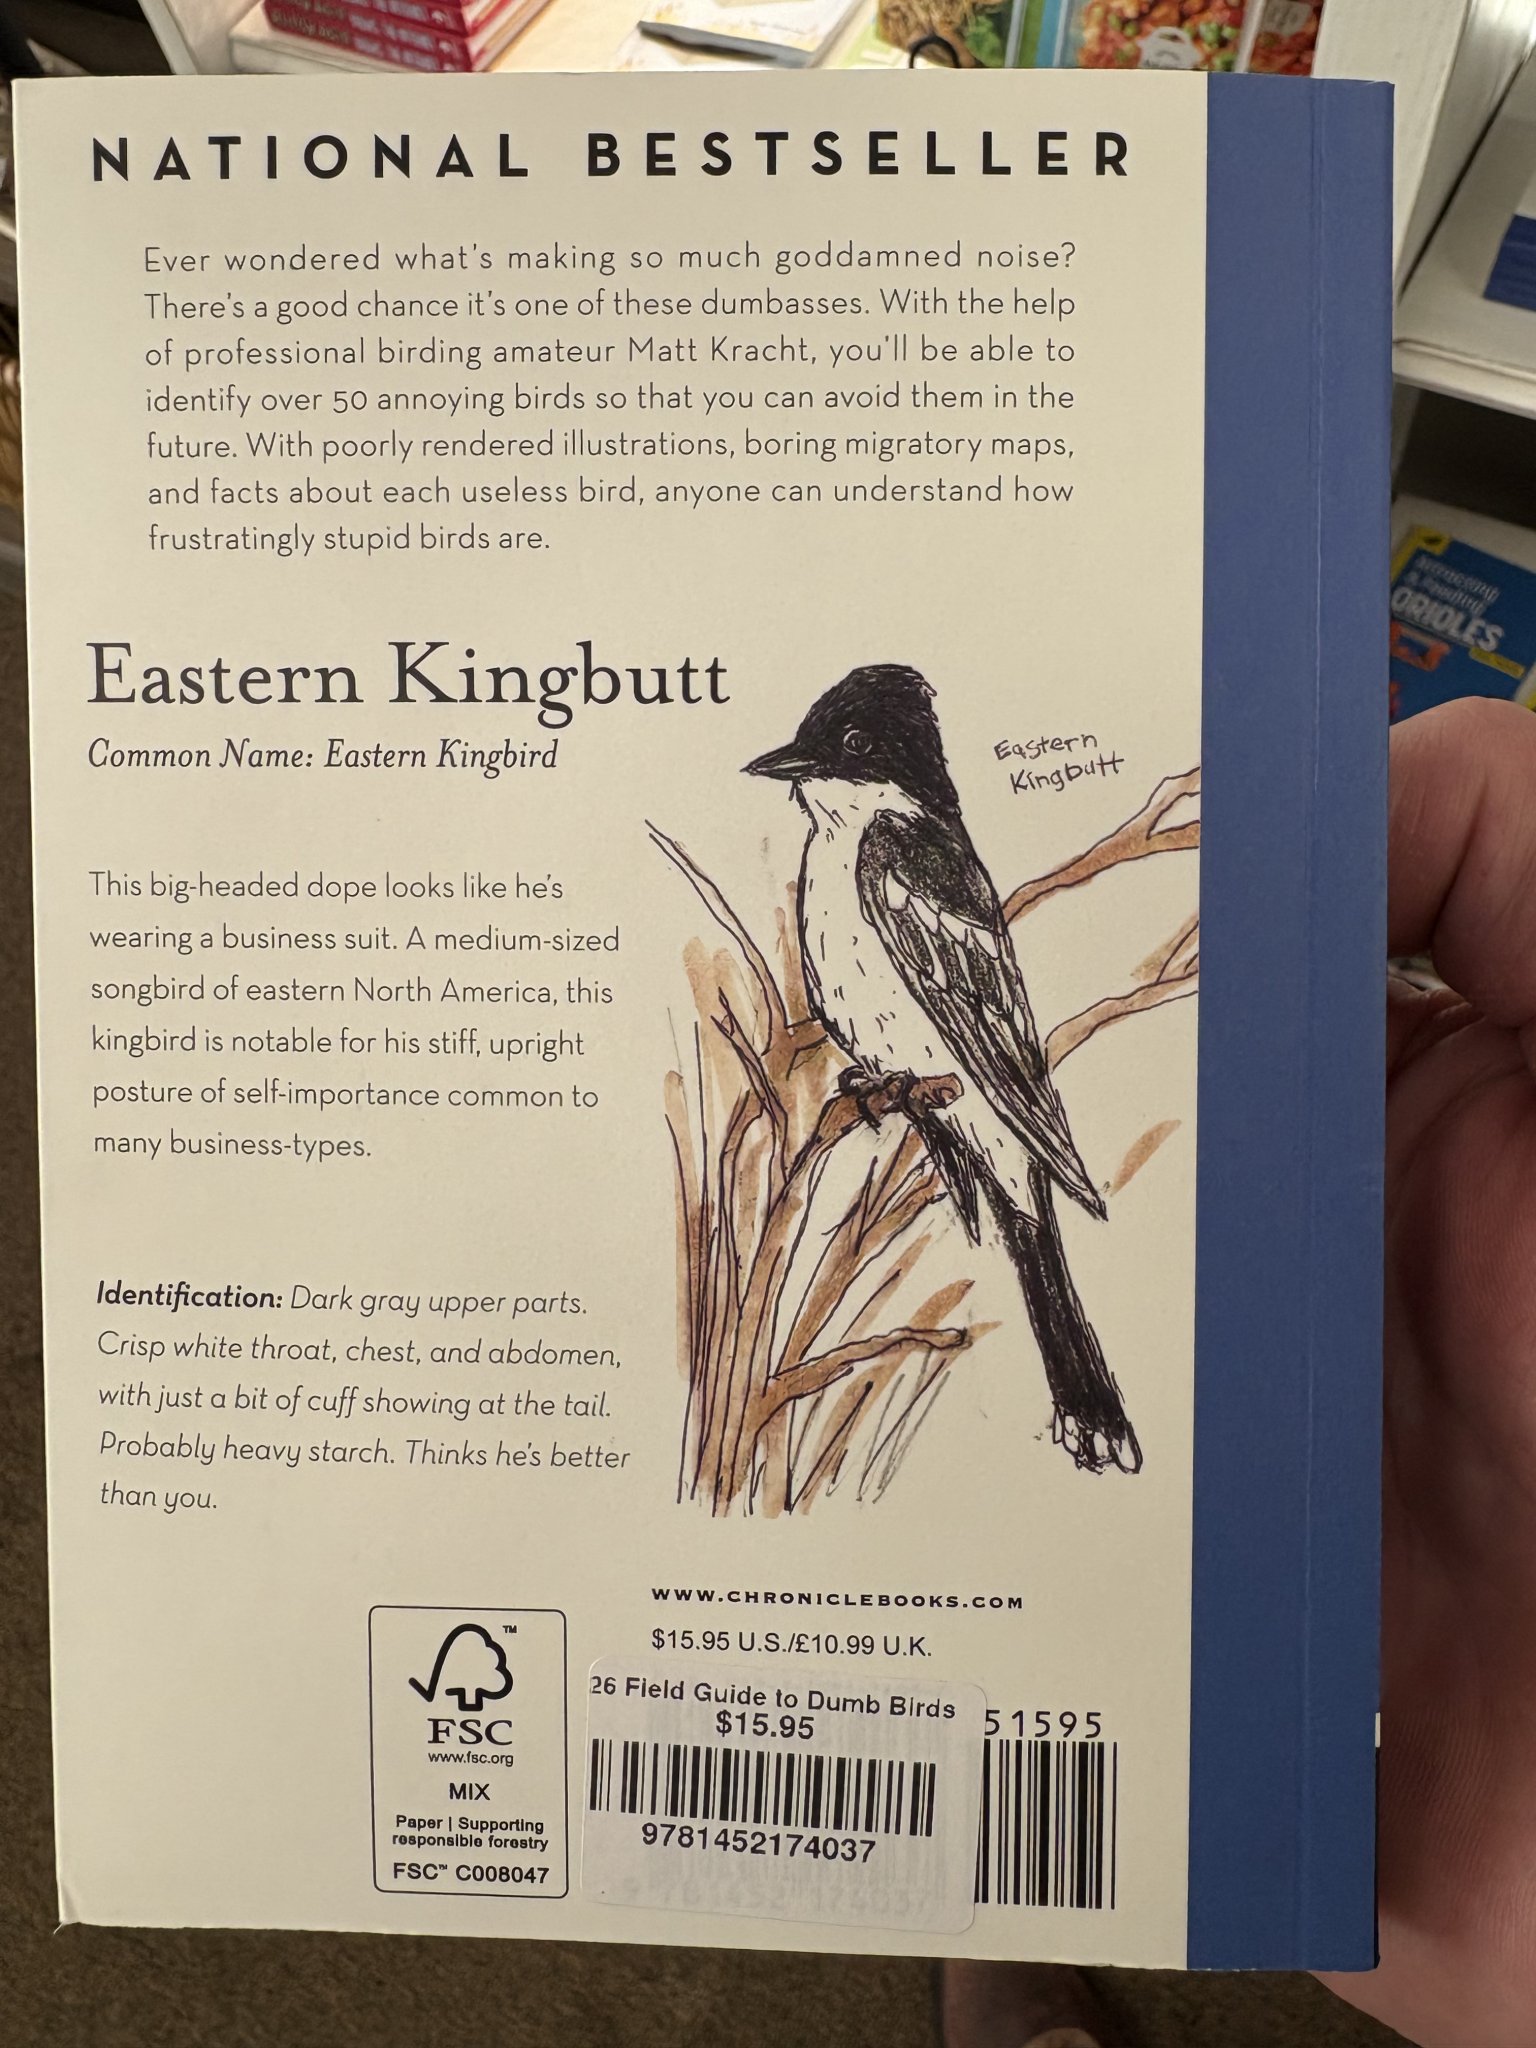 NATIONAL BESTSELLER
Ever wondered what's making so much goddamned noise?
There's a good chance it's one of these dumbasses. With the help
of professional birding amateur Matt Kracht, you'll be able to
identify over 50 annoying birds so that you can avoid them in the
future. With poorly rendered illustrations, boring migratory maps,
and facts about each useless bird, anyone can understand how
frustratingly stupid birds are.
Eastern Kingbutt
Common Name: Eastern Kingbird
Eastern
Kingbutt
This big-headed dope looks like he's
wearing a business suit. A medium-sized
songbird of eastern North America, this
kingbird is notable for his stiff, upright
posture of self-importance common to
many business-types.
Identification: Dark gray upper parts.
Crisp white throat, chest, and abdomen,
with just a bit of cuff showing at the tail.
Probably heavy starch. Thinks he's better
than you.
WWW.CHRONICLEBOOKS.COM
$15.95 U.S./£10.99 U.K.
FSC
www.fsc.org
MIX
Paper | Supporting
responsible forestry
FSC™ C008047
26 Field Guide to Dumb Birds
$15.95
9781452174037
51595
ORIOLES